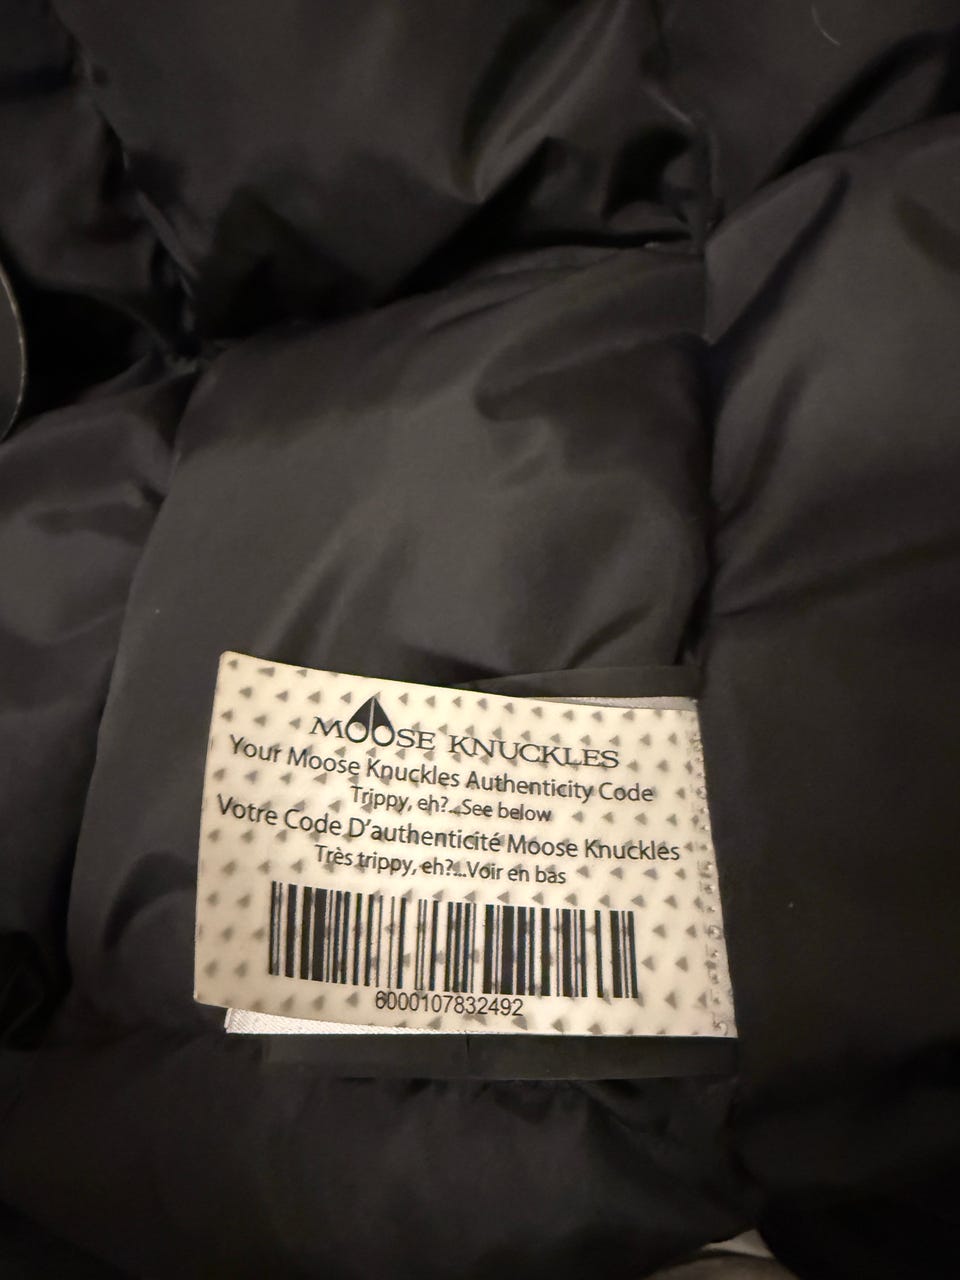 MOOSE KNUCKLES
Your Moose Knuckles Authenticity Code
Trippy, eh?...See below
Votre Code D'authenticité Moose Knuckles
Très trippy, eh?...Voir en bas
6000107832492